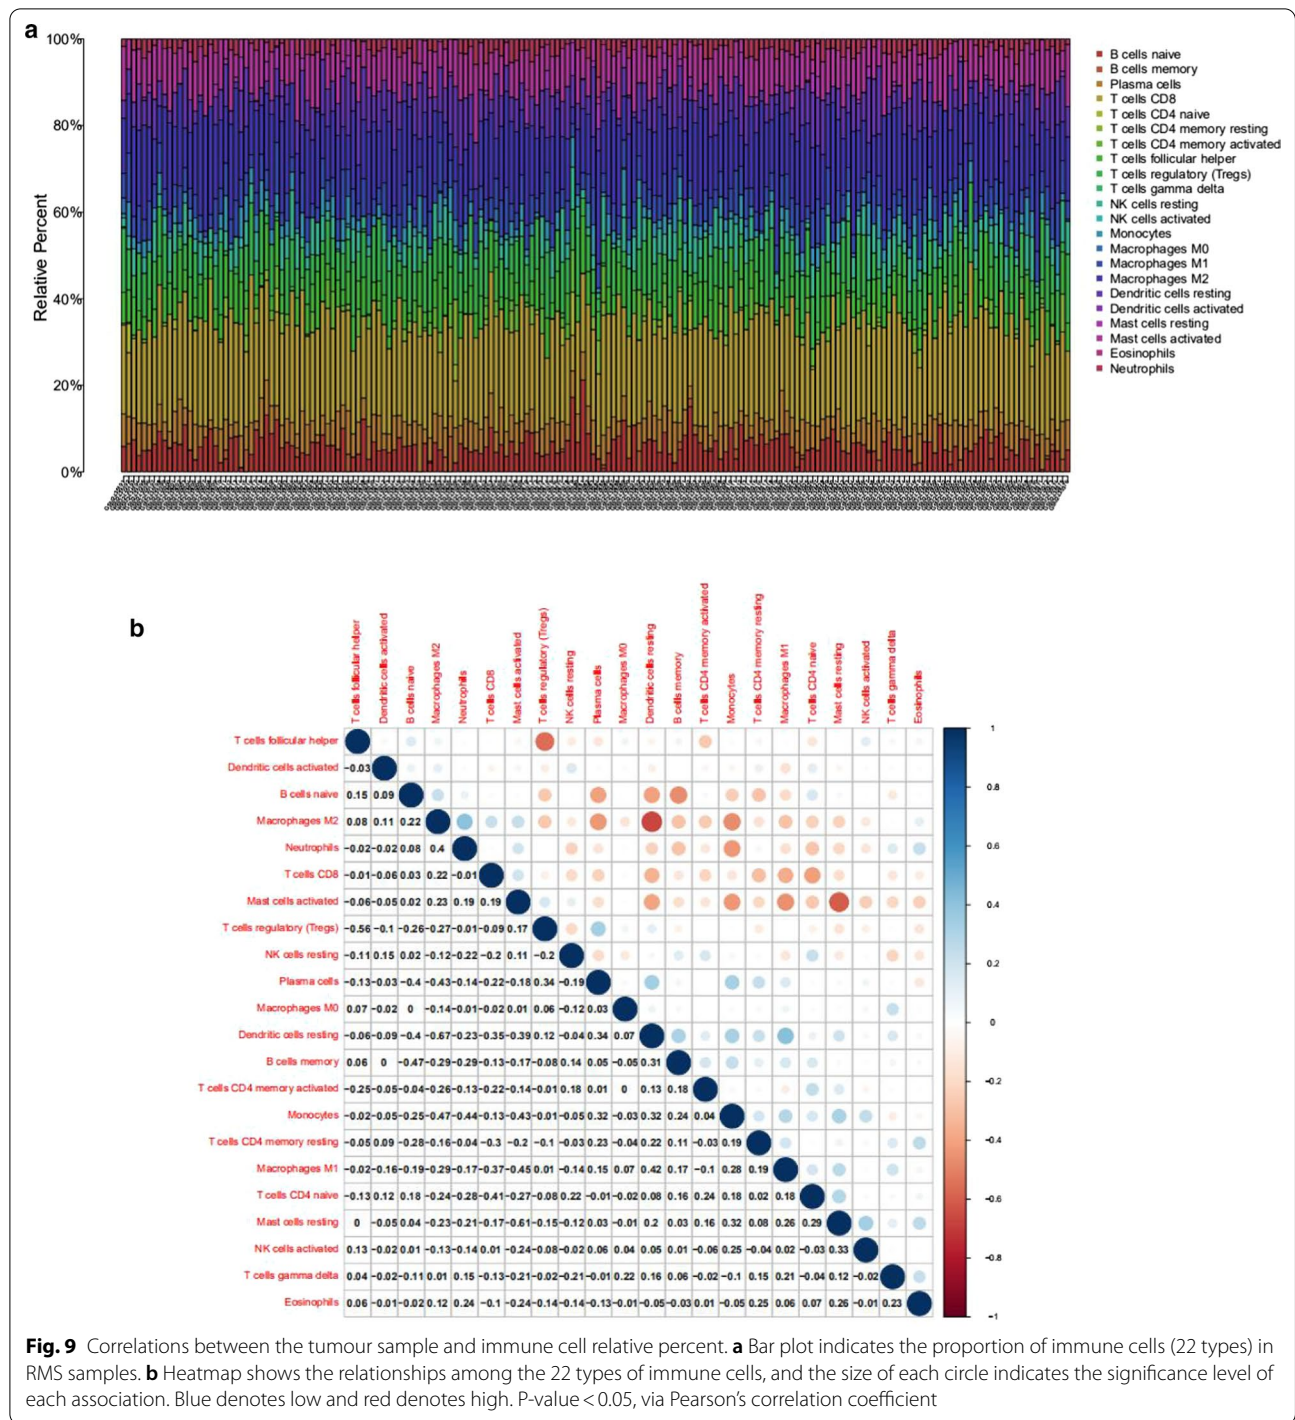 a
100%
80%
60%
40%
20%
0%
Relative Percent
B cells naive
B cells memory
Plasma cells
T cells CD8
T cells CD4 naive
T cells CD4 memory resting
T cells CD4 memory activated
T cells follicular helper
T cells regulatory (Tregs)
T cells gamma delta
NK cells resting
NK cells activated
Monocytes
Macrophages M0
Macrophages M1
Macrophages M2
Dendritic cells resting
Dendritic cells activated
Mast cells resting
Mast cells activated
Eosinophils
Neutrophils
b
T cells follicular helper
Dendritic cells activated
B cells naive
Macrophages M2
Neutrophils
T cells CD8
Mast cells activated
T cells regulatory (Tregs)
NK cells resting
Plasma cells
Macrophages M0
Dendritic cells resting
B cells memory
T cells CD4 memory activated
Monocytes
T cells CD4 memory resting
Macrophages M1
T cells CD4 naive
Mast cells resting
NK cells activated
T cells gamma delta
Eosinophils
T cells follicular helper
Dendritic cells activated −0.03
B cells naive 0.15 0.09
Macrophages M2 0.08 0.11 0.22
Neutrophils −0.02 −0.02 0.08 0.4
T cells CD8 −0.01 −0.06 0.03 0.22 −0.01
Mast cells activated −0.06 −0.05 0.02 0.23 0.19 0.19
T cells regulatory (Tregs) −0.56 −0.1 −0.26 −0.27 −0.01 −0.09 0.17
NK cells resting −0.11 0.15 0.02 −0.12 −0.22 −0.2 0.11 −0.2
Plasma cells −0.13 −0.03 −0.4 −0.43 −0.14 −0.22 −0.18 0.34 −0.19
Macrophages M0 0.07 −0.02 0 −0.14 −0.01 −0.02 0.01 0.06 −0.12 0.03
Dendritic cells resting −0.06 −0.09 −0.4 −0.67 −0.23 −0.35 −0.39 0.12 −0.04 0.34 0.07
B cells memory 0.06 0 −0.47 −0.29 −0.29 −0.13 −0.17 −0.08 0.14 0.05 −0.05 0.31
T cells CD4 memory activated −0.25 −0.05 −0.04 −0.26 −0.13 −0.22 −0.14 −0.01 0.18 0.01 0 0.13 0.18
Monocytes −0.02 −0.05 −0.25 −0.47 −0.44 −0.13 −0.43 −0.01 −0.05 0.32 −0.03 0.32 0.24 0.04
T cells CD4 memory resting −0.05 0.09 −0.28 −0.16 −0.04 −0.3 −0.2 −0.1 −0.03 0.23 −0.04 0.22 0.11 −0.03 0.19
Macrophages M1 −0.02 −0.16 −0.19 −0.29 −0.17 −0.37 −0.45 0.01 −0.14 0.15 0.07 0.42 0.17 −0.1 0.28 0.19
T cells CD4 naive −0.13 0.12 0.18 −0.24 −0.28 −0.41 −0.27 −0.08 0.22 −0.01 −0.02 0.08 0.16 0.24 0.18 0.02 0.18
Mast cells resting 0 −0.05 0.04 −0.23 −0.21 −0.17 −0.61 −0.15 −0.12 0.03 −0.01 0.2 0.03 0.16 0.32 0.08 0.26 0.29
NK cells activated 0.13 −0.02 0.01 −0.13 −0.14 0.01 −0.24 −0.08 −0.02 0.06 0.04 0.05 0.01 −0.06 0.25 −0.04 0.02 −0.03 0.33
T cells gamma delta 0.04 −0.02 −0.11 0.01 0.15 −0.13 −0.21 −0.02 −0.21 −0.01 0.22 0.16 0.06 −0.02 −0.1 0.15 0.21 −0.04 0.12 −0.02
Eosinophils 0.06 −0.01 −0.02 0.12 0.24 −0.1 −0.24 −0.14 −0.14 −0.13 −0.01 −0.05 −0.03 0.01 −0.05 0.25 0.06 0.07 0.26 −0.01 0.23
1
0.8
0.6
0.4
0.2
0
−0.2
−0.4
−0.6
−0.8
−1
Fig. 9 Correlations between the tumour sample and immune cell relative percent. a Bar plot indicates the proportion of immune cells (22 types) in
RMS samples. b Heatmap shows the relationships among the 22 types of immune cells, and the size of each circle indicates the significance level of
each association. Blue denotes low and red denotes high. P-value < 0.05, via Pearson's correlation coefficient